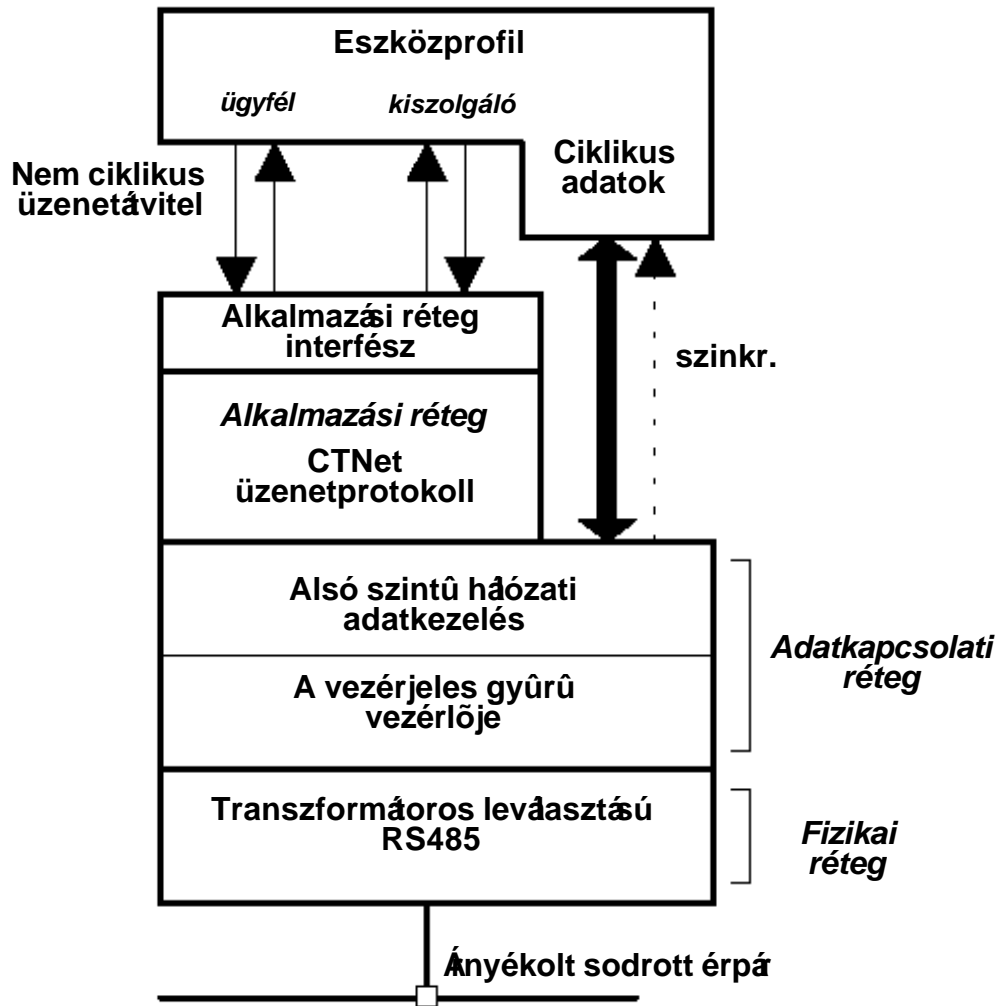 Eszközprofil
ügyfél kiszolgáló
Ciklikus
adatok
Nem ciklikus
üzenetátvitel
Alkalmazási réteg
interfész
szinkr.
Alkalmazási réteg
CTNet
üzenetprotokoll
Alsó szintû hálózati
adatkezelés
Adatkapcsolati
réteg
A vezérjeles gyûrû
vezérlõje
Transzformátoros leválasztású
RS485
Fizikai
réteg
Árnyékolt sodrott érpár